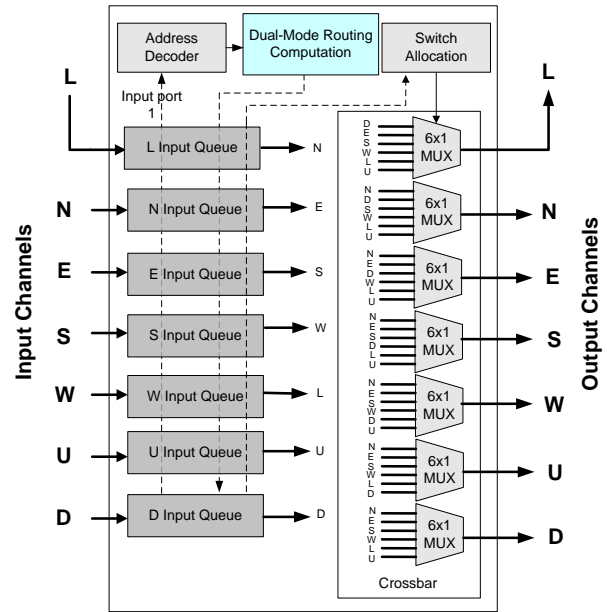 Address
Decoder
Dual-Mode Routing
Computation
Switch
Allocation
Input port
1
L
L
L Input Queue
N
N
N Input Queue
E
E
E Input Queue
S
S
S Input Queue
W
W
W Input Queue
L
U
U Input Queue
U
D
D Input Queue
D
Input Channels
D
E
S
W
L
U
6x1
MUX
N
D
S
W
L
U
6x1
MUX
N
N
E
D
W
L
U
6x1
MUX
E
N
E
S
D
L
U
6x1
MUX
S
N
E
S
W
D
U
6x1
MUX
W
N
E
S
W
L
D
6x1
MUX
U
N
E
S
W
L
U
6x1
MUX
D
Crossbar
Output Channels